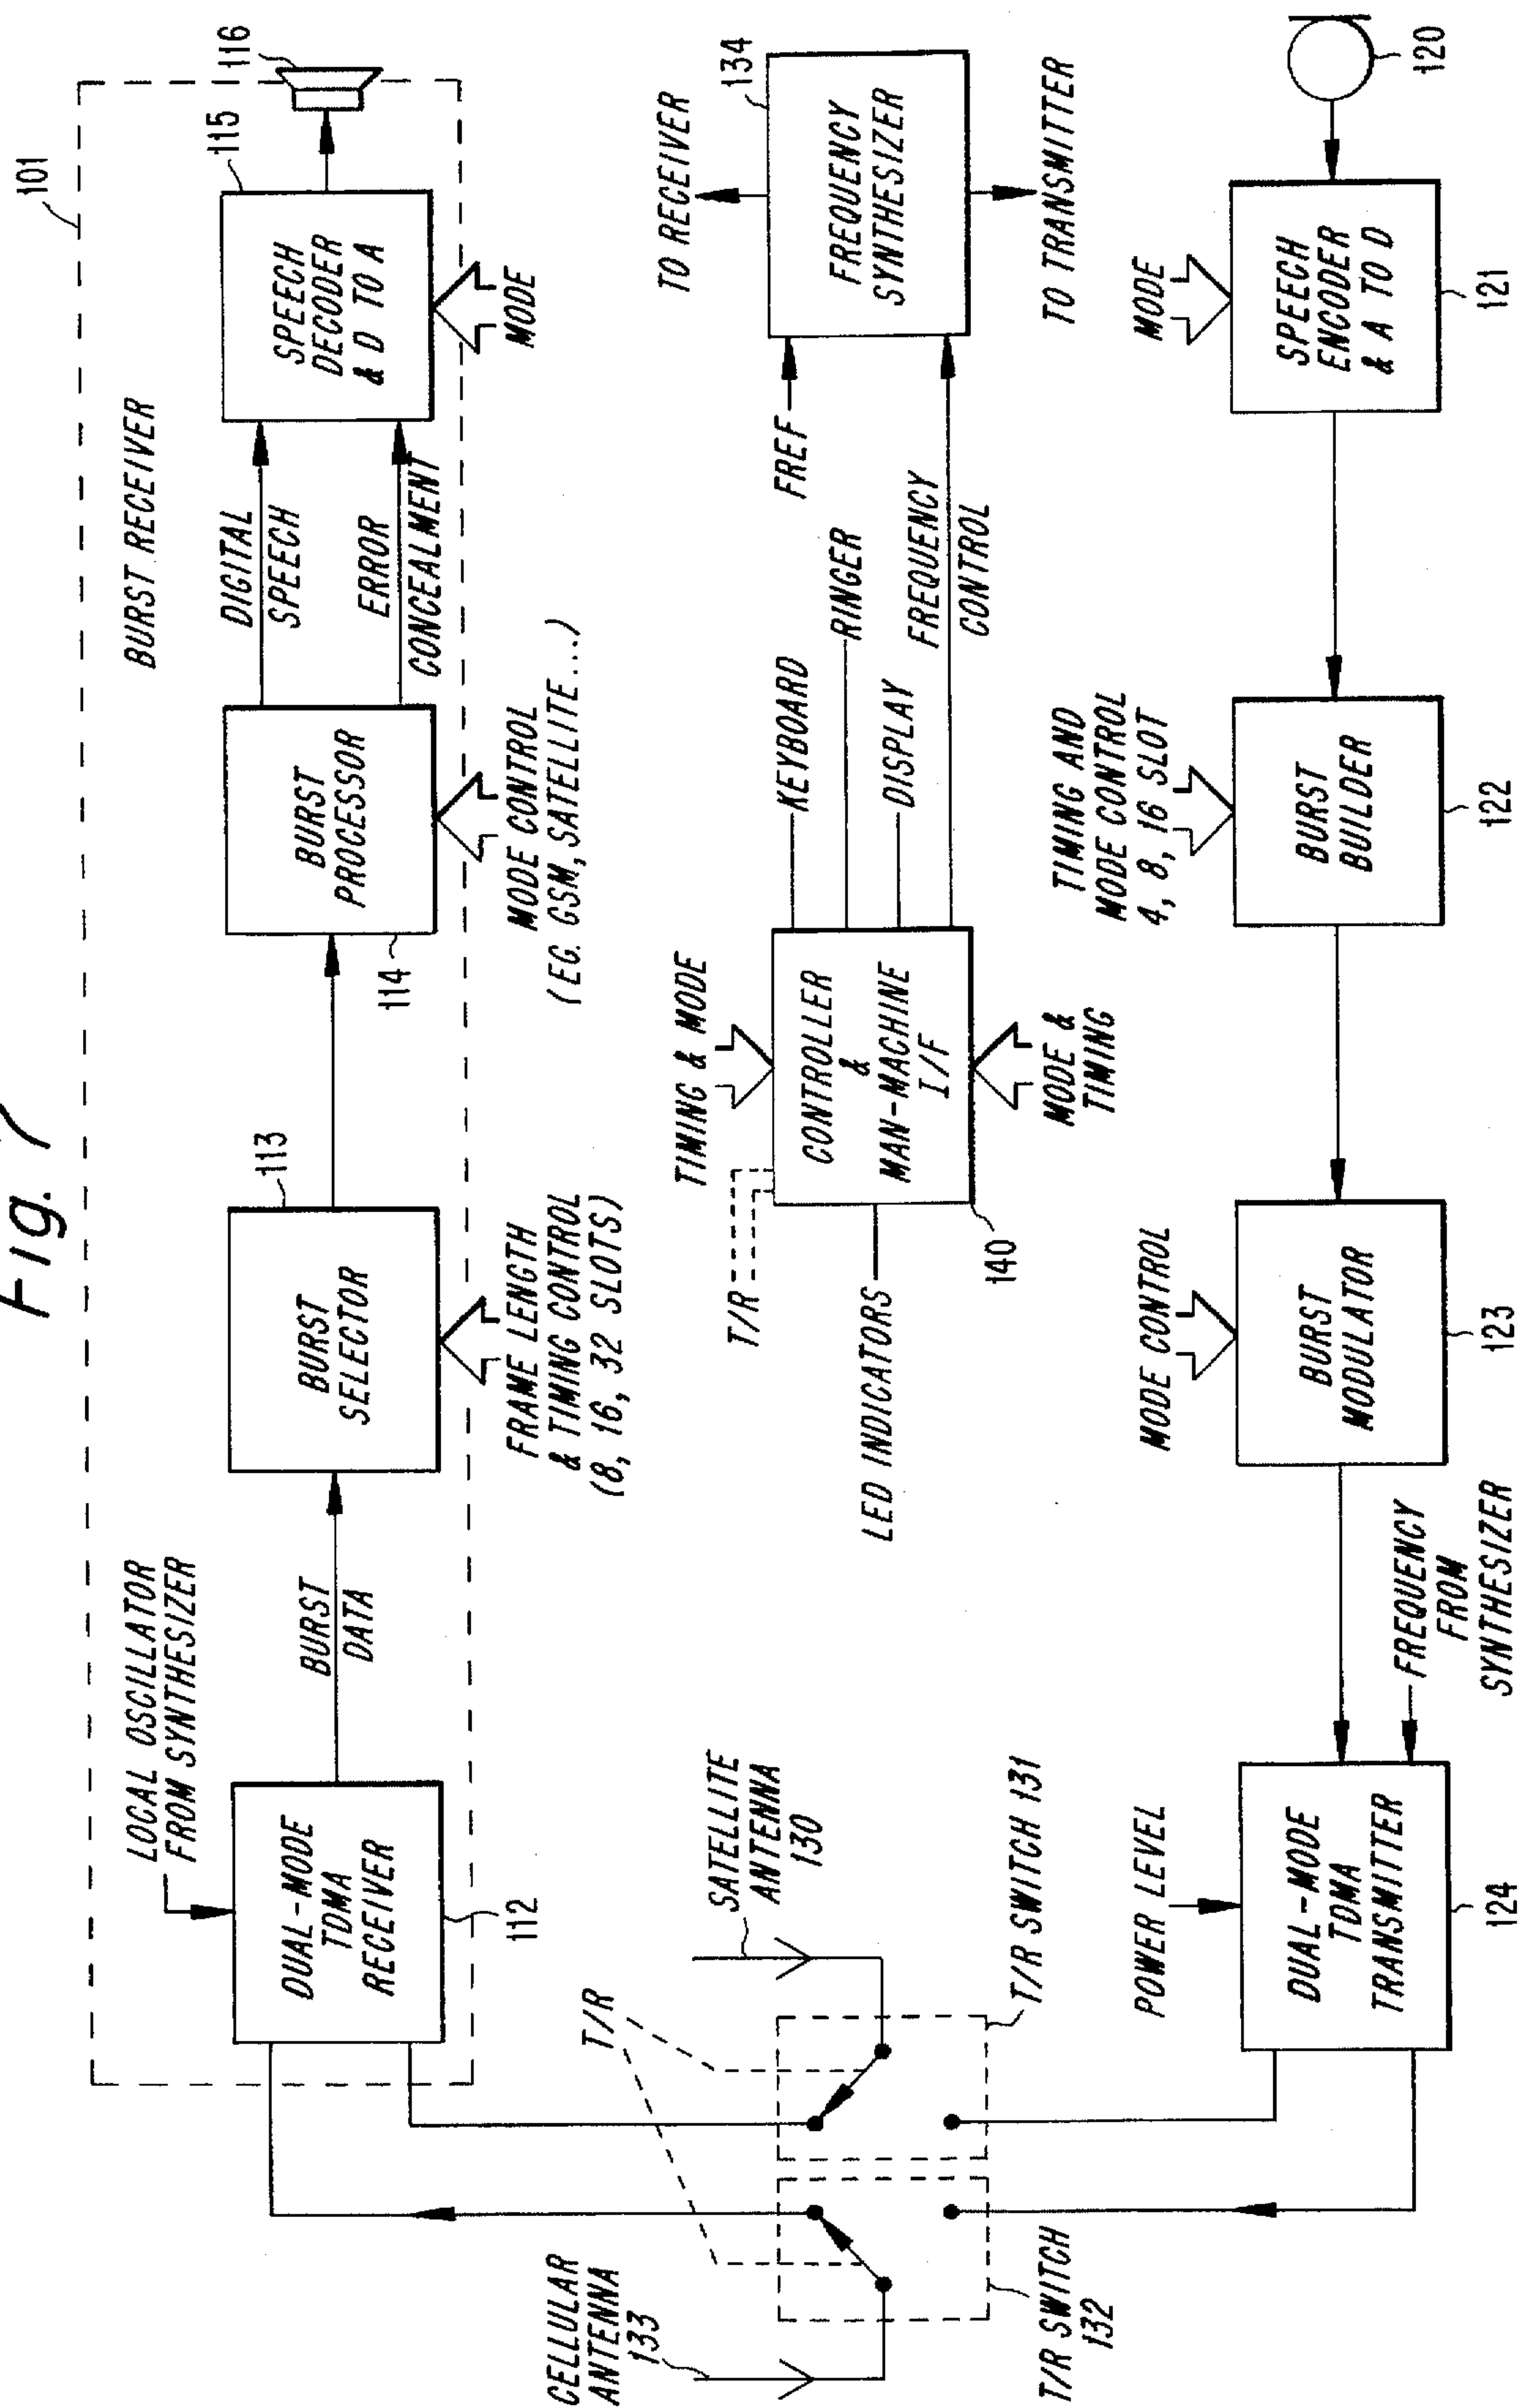 Fig. 7
101
BURST RECEIVER
LOCAL OSCILLATOR
FROM SYNTHESIZER
DUAL-MODE
TDMA
RECEIVER
112
BURST
DATA
BURST
SELECTOR
113
FRAME LENGTH
& TIMING CONTROL
(8, 16, 32 SLOTS)
BURST
PROCESSOR
114
MODE CONTROL
(EG. GSM, SATELLITE...)
DIGITAL
SPEECH
ERROR
CONCEALMENT
SPEECH
DECODER
& D TO A
115
MODE
116
CELLULAR
ANTENNA
133
T/R
SATELLITE
ANTENNA
130
T/R SWITCH 131
T/R SWITCH
132
T/R
TIMING & MODE
CONTROLLER
&
MAN-MACHINE
I/F
140
LED INDICATORS
MODE &
TIMING
KEYBOARD
RINGER
DISPLAY
FREQUENCY
CONTROL
FREF
TO RECEIVER
FREQUENCY
SYNTHESIZER
134
TO TRANSMITTER
POWER LEVEL
DUAL-MODE
TDMA
TRANSMITTER
124
FREQUENCY
FROM
SYNTHESIZER
MODE CONTROL
BURST
MODULATOR
123
TIMING AND
MODE CONTROL
4, 8, 16 SLOT
BURST
BUILDER
122
MODE
SPEECH
ENCODER
& A TO D
121
120